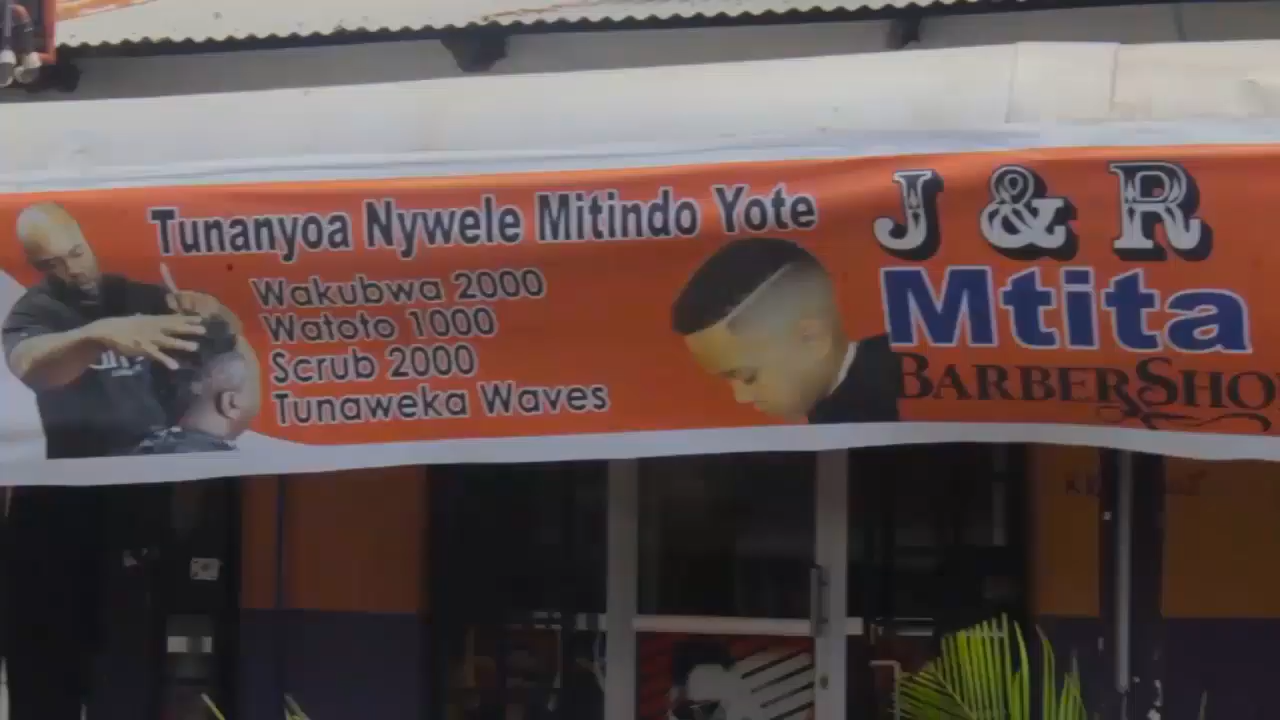 Tunanyoa Nywele Mitindo Yote
Wakubwa 2000
Watoto 1000
Scrub 2000
Tunaweka Waves
J & R
Mtita
BARBERSHO